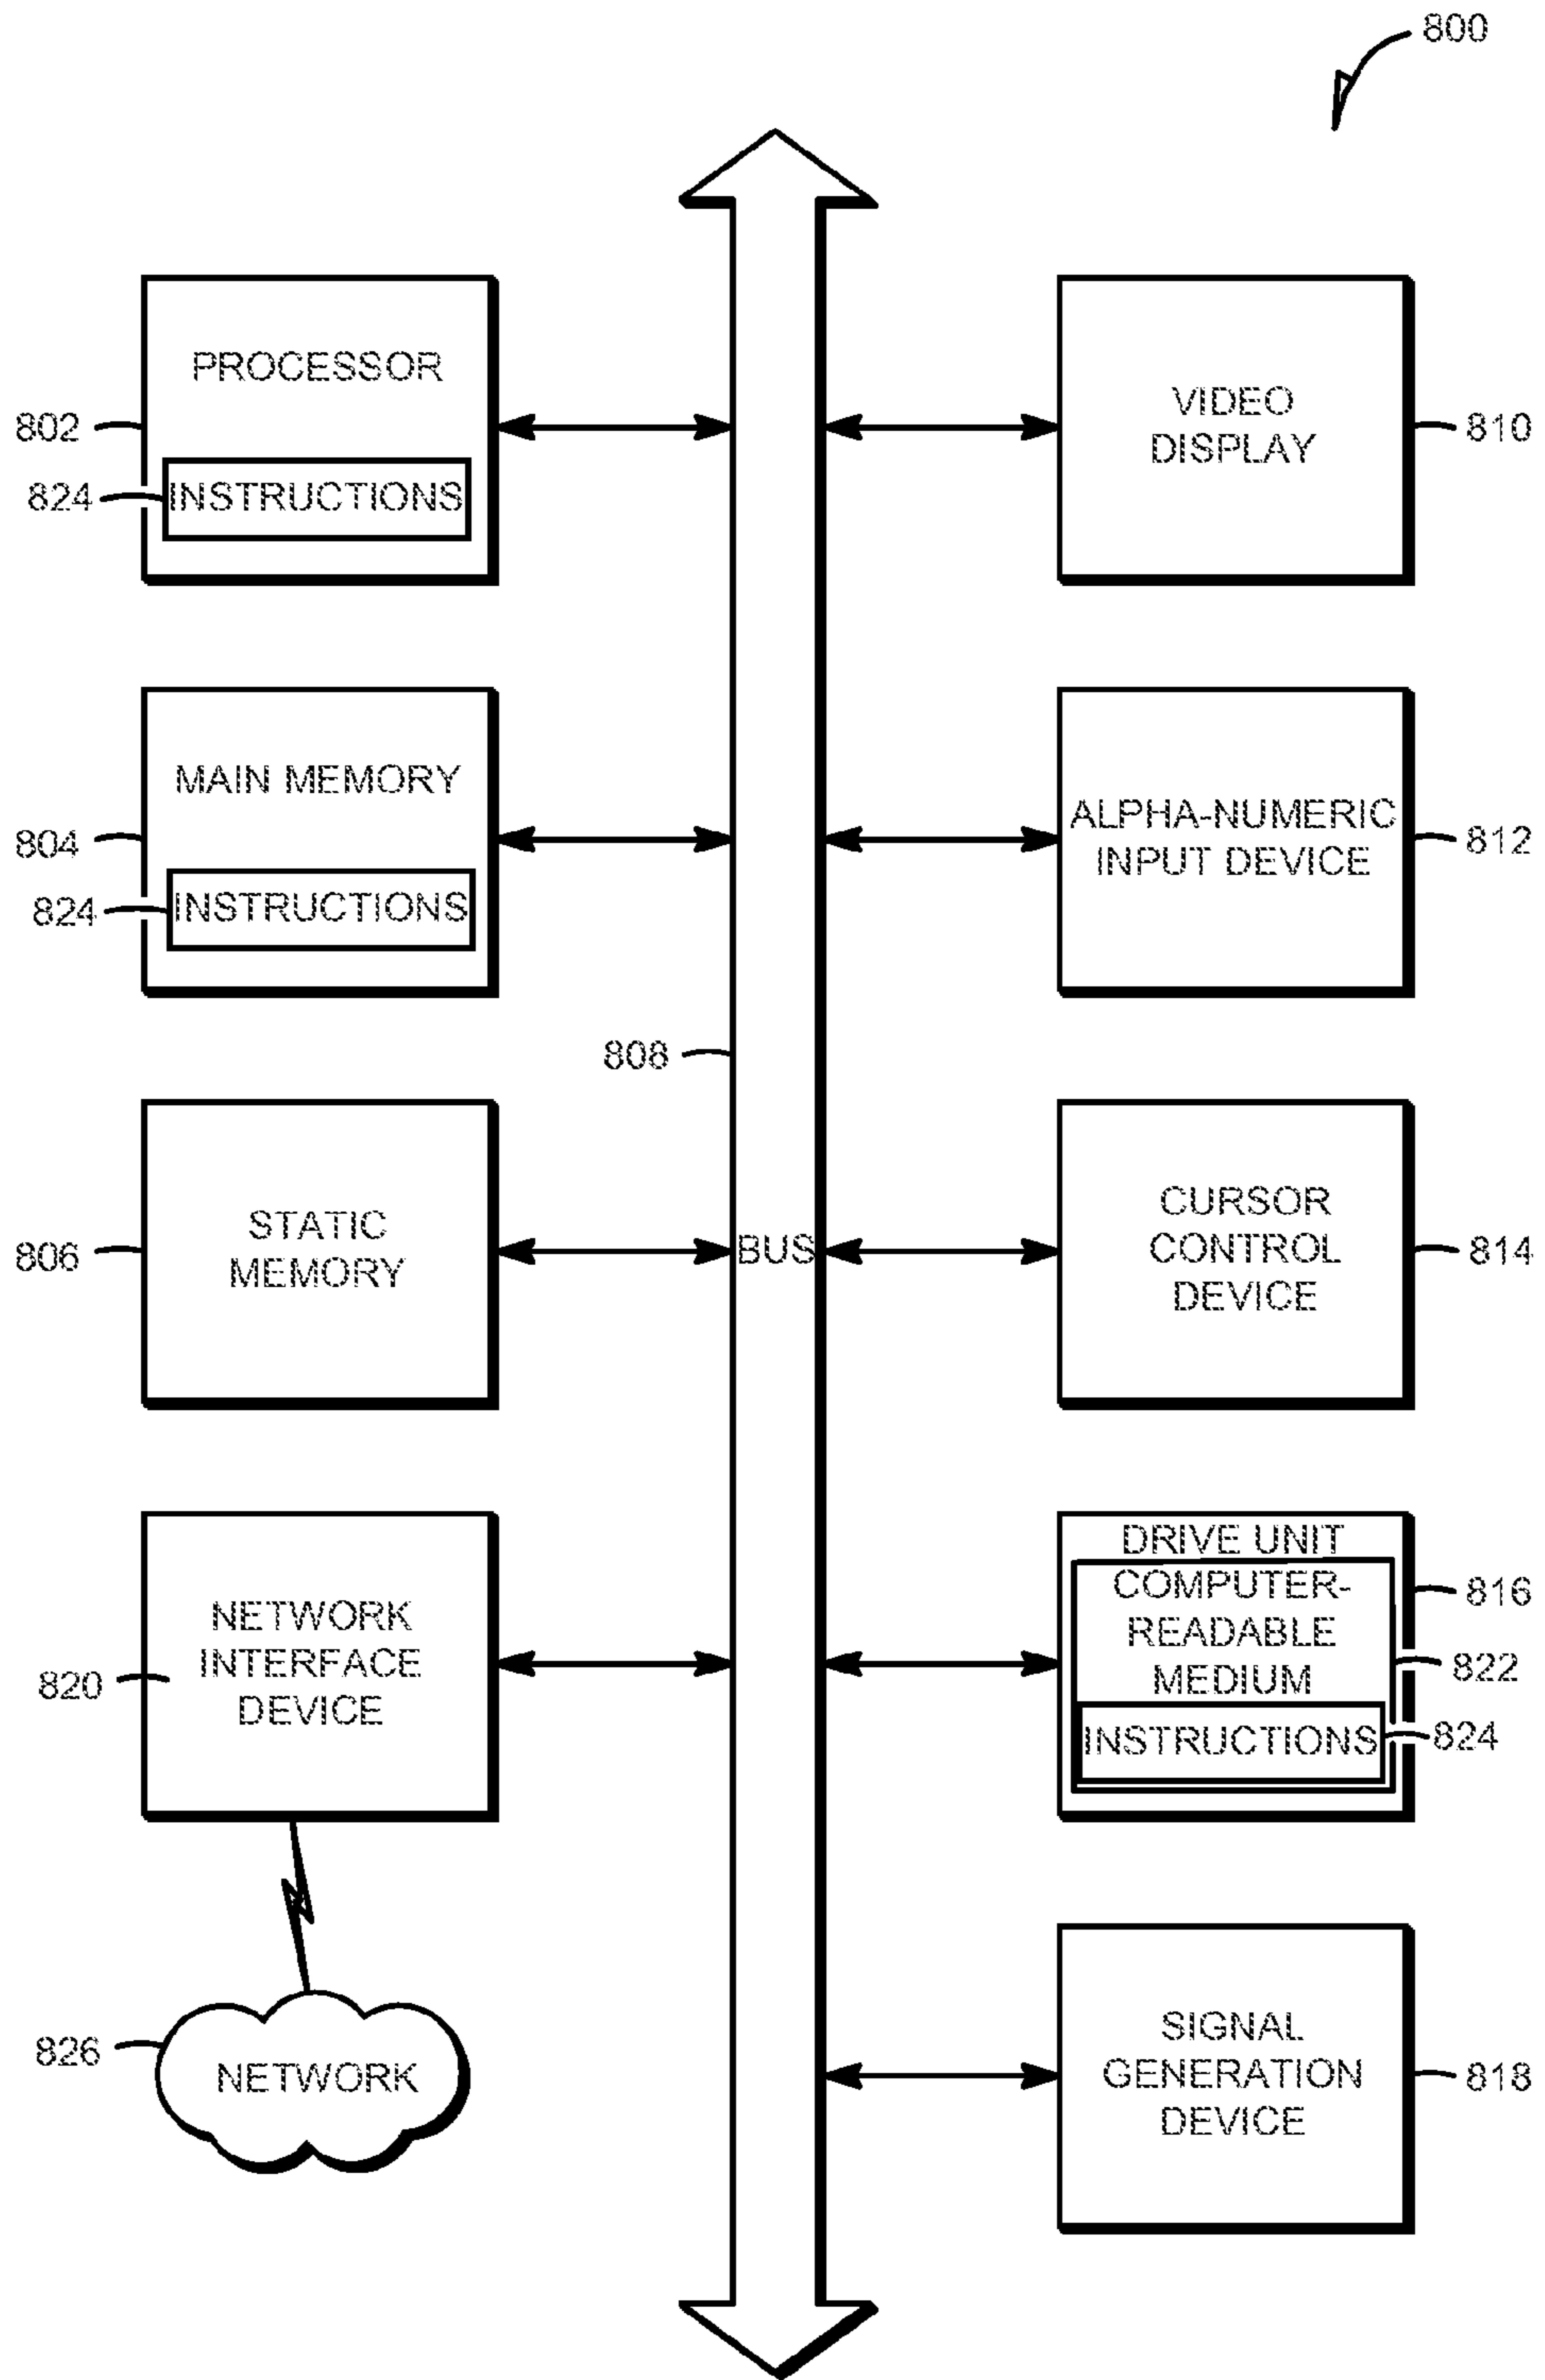 800
PROCESSOR
802
824
INSTRUCTIONS
VIDEO
DISPLAY
810
MAIN MEMORY
804
824
INSTRUCTIONS
ALPHA-NUMERIC
INPUT DEVICE
812
808
STATIC
MEMORY
806
BUS
CURSOR
CONTROL
DEVICE
814
NETWORK
INTERFACE
DEVICE
820
DRIVE UNIT
COMPUTER-
READABLE
MEDIUM
816
822
INSTRUCTIONS
824
826
NETWORK
SIGNAL
GENERATION
DEVICE
818